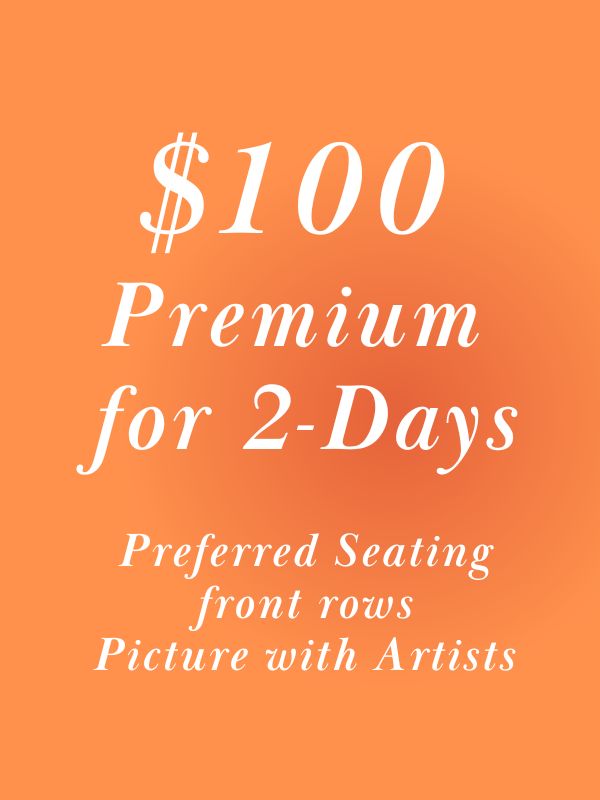 $100
Premium
for 2-Days
Preferred Seating
front rows
Picture with Artists